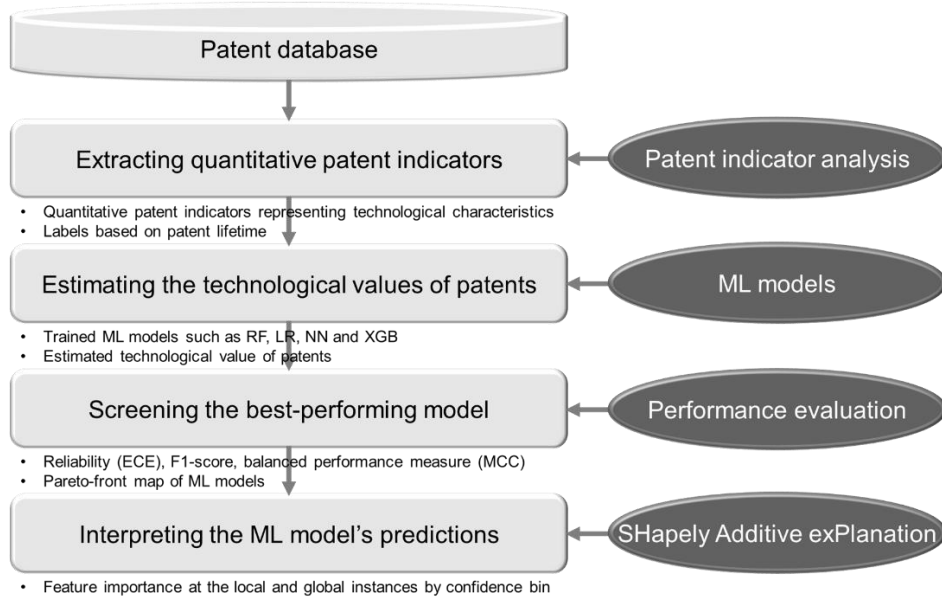 Patent database
Extracting quantitative patent indicators
Patent indicator analysis
• Quantitative patent indicators representing technological characteristics
• Labels based on patent lifetime
Estimating the technological values of patents
ML models
• Trained ML models such as RF, LR, NN and XGB
• Estimated technological value of patents
Screening the best-performing model
Performance evaluation
• Reliability (ECE), F1-score, balanced performance measure (MCC)
• Pareto-front map of ML models
Interpreting the ML model's predictions
SHapely Additive exPlanation
• Feature importance at the local and global instances by confidence bin